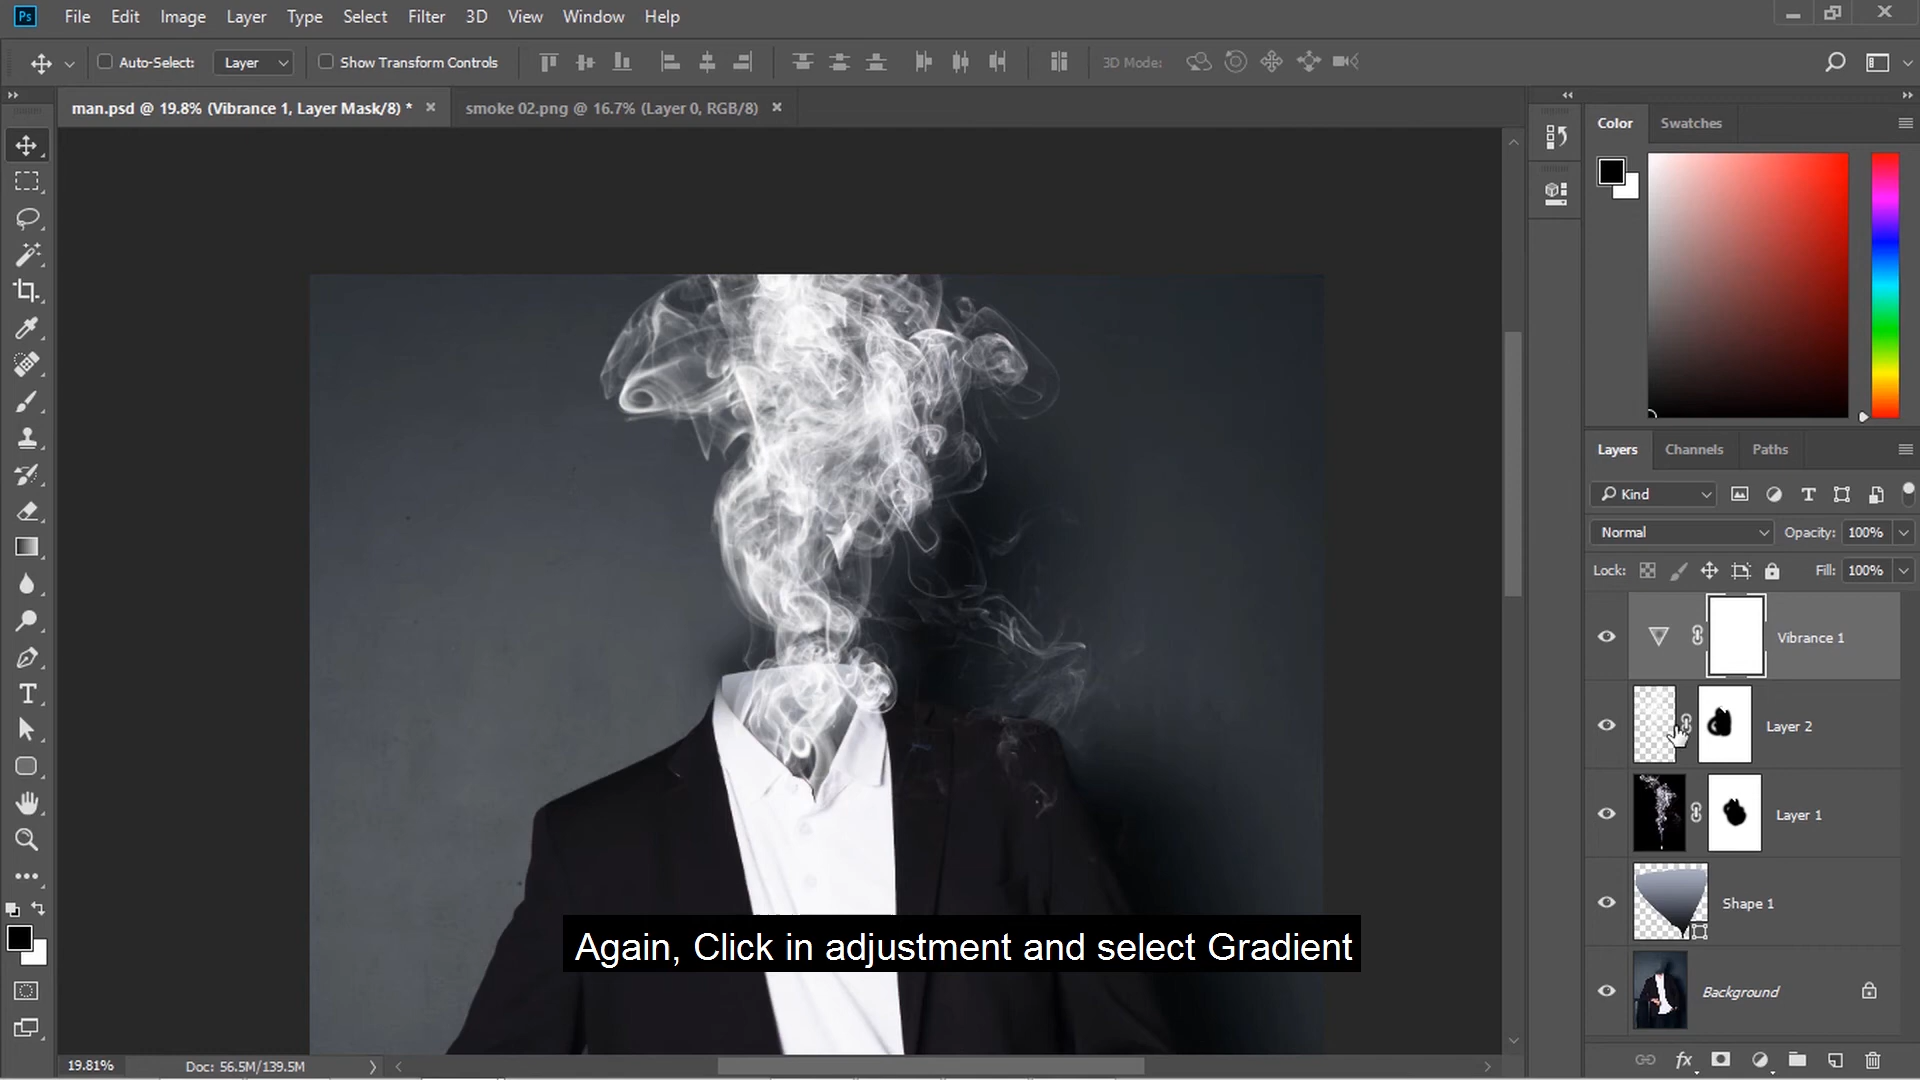 Ps File Edit Image Layer Type Select Filter 3D View Window Help
Auto-Select: Layer Show Transform Controls 3D Mode:
man.psd @ 19.8% (Vibrance 1, Layer Mask/8) * smoke 02.png @ 16.7% (Layer 0, RGB/8)
Color Swatches
Layers Channels Paths
Kind
Normal Opacity: 100%
Lock: Fill: 100%
Vibrance 1
Layer 2
Layer 1
Shape 1
Background
Again, Click in adjustment and select Gradient
19.81% Doc: 56.5M/139.5M
fx